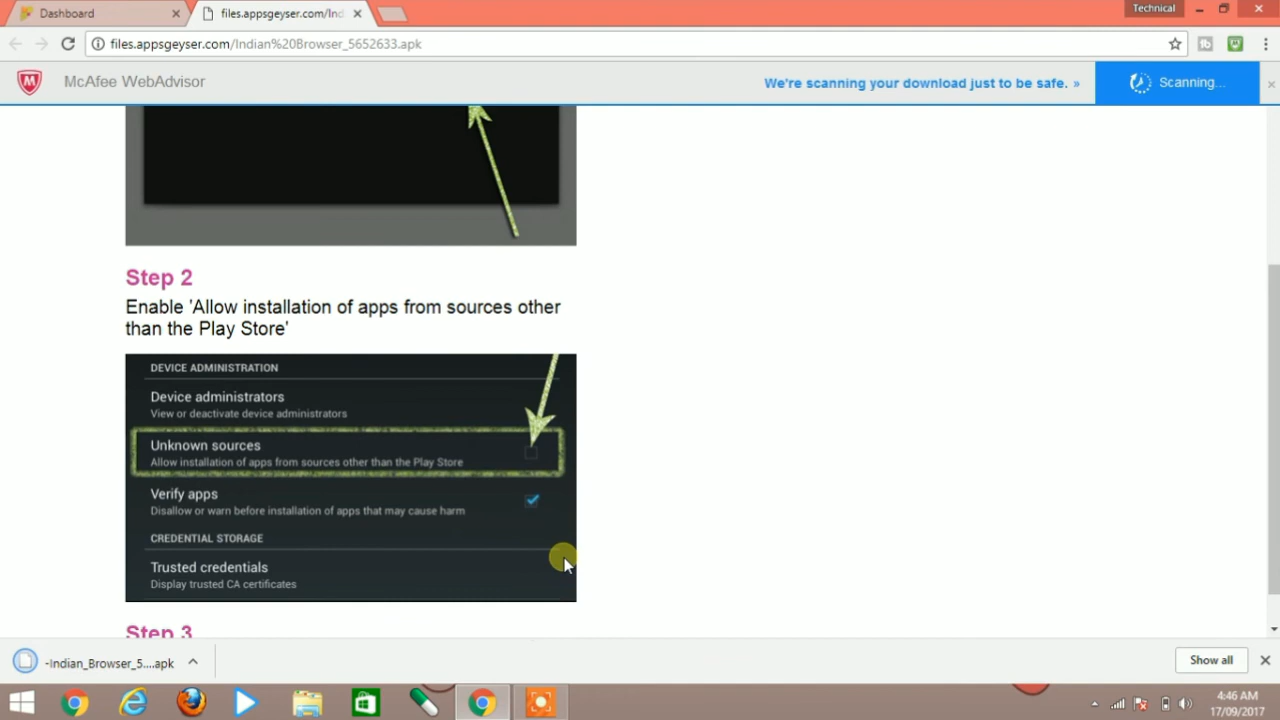 Dashboard
files.appsgeyser.com/Ind
Technical
files.appsgeyser.com/Indian%20Browser_5652633.apk
McAfee WebAdvisor
We're scanning your download just to be safe. »
Scanning...
Step 2
Enable 'Allow installation of apps from sources other
than the Play Store'
DEVICE ADMINISTRATION
Device administrators
View or deactivate device administrators
Unknown sources
Allow installation of apps from sources other than the Play Store
Verify apps
Disallow or warn before installation of apps that may cause harm
CREDENTIAL STORAGE
Trusted credentials
Display trusted CA certificates
Step 3
-Indian_Browser_5....apk
Show all
4:46 AM
17/09/2017